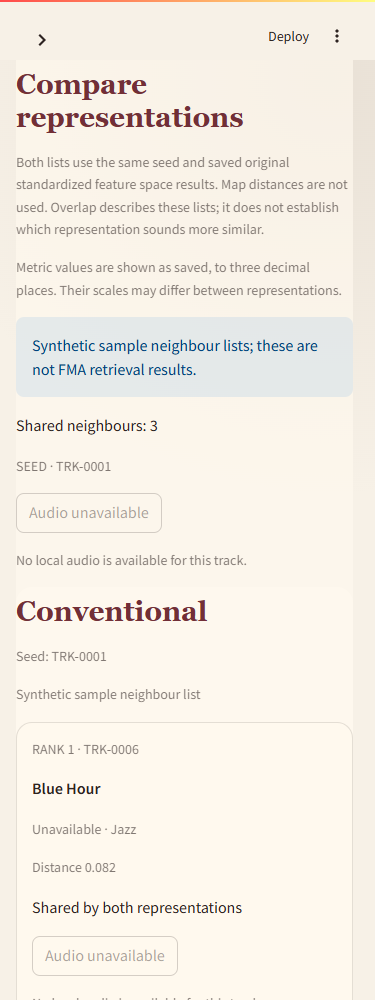 Deploy
Compare
representations
Both lists use the same seed and saved original
standardized feature space results. Map distances are not
used. Overlap describes these lists; it does not establish
which representation sounds more similar.
Metric values are shown as saved, to three decimal
places. Their scales may differ between representations.
Synthetic sample neighbour lists; these are
not FMA retrieval results.
Shared neighbours: 3
SEED · TRK-0001
Audio unavailable
No local audio is available for this track.
Conventional
Seed: TRK-0001
Synthetic sample neighbour list
RANK 1 · TRK-0006
Blue Hour
Unavailable · Jazz
Distance 0.082
Shared by both representations
Audio unavailable